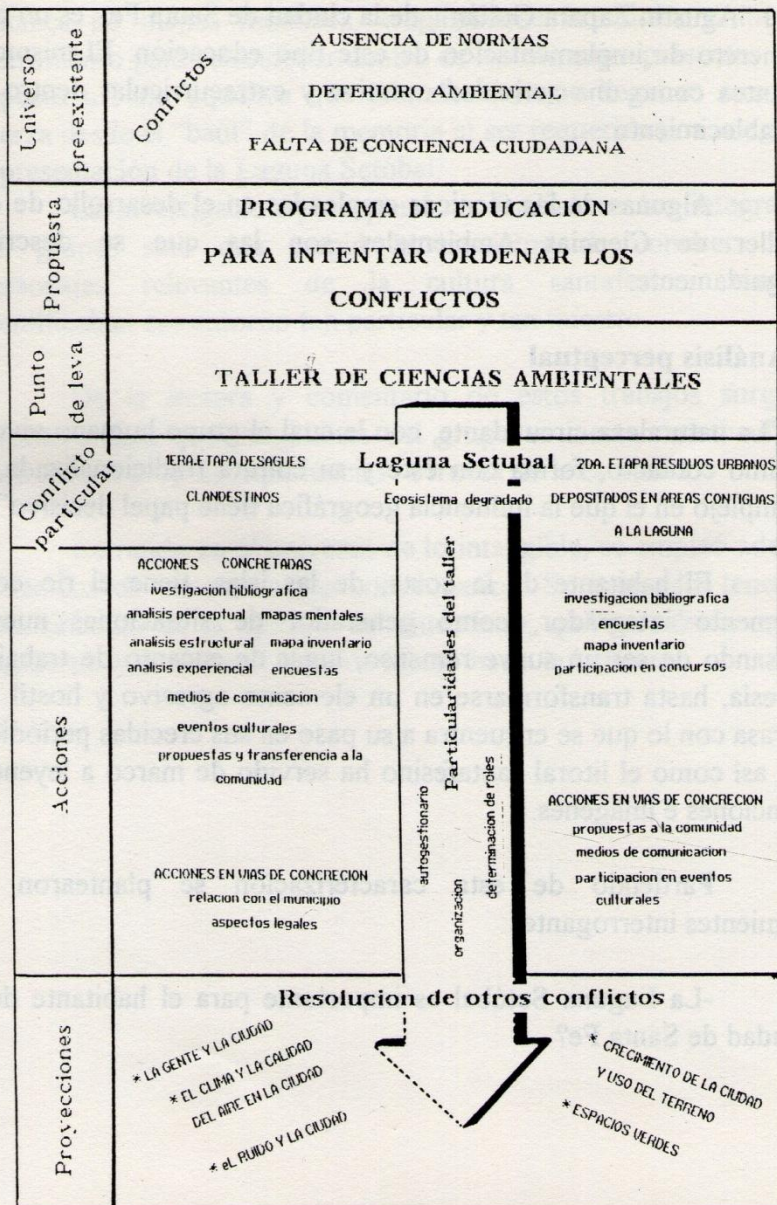 Universo
pre-existente
Conflictos
AUSENCIA DE NORMAS
DETERIORO AMBIENTAL
FALTA DE CONCIENCIA CIUDADANA
Propuesta
PROGRAMA DE EDUCACIÓN
PARA INTENTAR ORDENAR LOS
CONFLICTOS
Punto
de leva
TALLER DE CIENCIAS AMBIENTALES
Conflicto
particular
1ERA.ETAPA DESAGUES
CLANDESTINOS
Laguna Setubal
Ecosistema degradado
2DA. ETAPA RESIDUOS URBANOS
DEPOSITADOS EN AREAS CONTIGUAS
A LA LAGUNA
Acciones
ACCIONES CONCRETADAS
ivestigacion bibliografica
analisis perceptual mapas mentales
analisis estructural mapa inventario
analisis experiencial encuestas
medios de comunicacion
eventos culturales
propuestas y transferencia a la
comunidad
ACCIONES EN VIAS DE CONCRECION
relacion con el municipio
aspectos legales
Particularidades del taller
autogestionario
organizacion
determinacion de roles
investigacion bibliografica
encuestas
mapa inventario
participacion en concursos
ACCIONES EN VIAS DE CONCRECION
propuestas a la comunidad
medios de comunicacion
participacion en eventos
culturales
Proyecciones
Resolucion de otros conflictos
* LA GENTE Y LA CIUDAD
* EL CLIMA Y LA CALIDAD
DEL AIRE EN LA CIUDAD
* eL RUIDO Y LA CIUDAD
* CRECIMIENTO DE LA CIUDAD
Y USO DEL TERRENO
* ESPACIOS VERDES